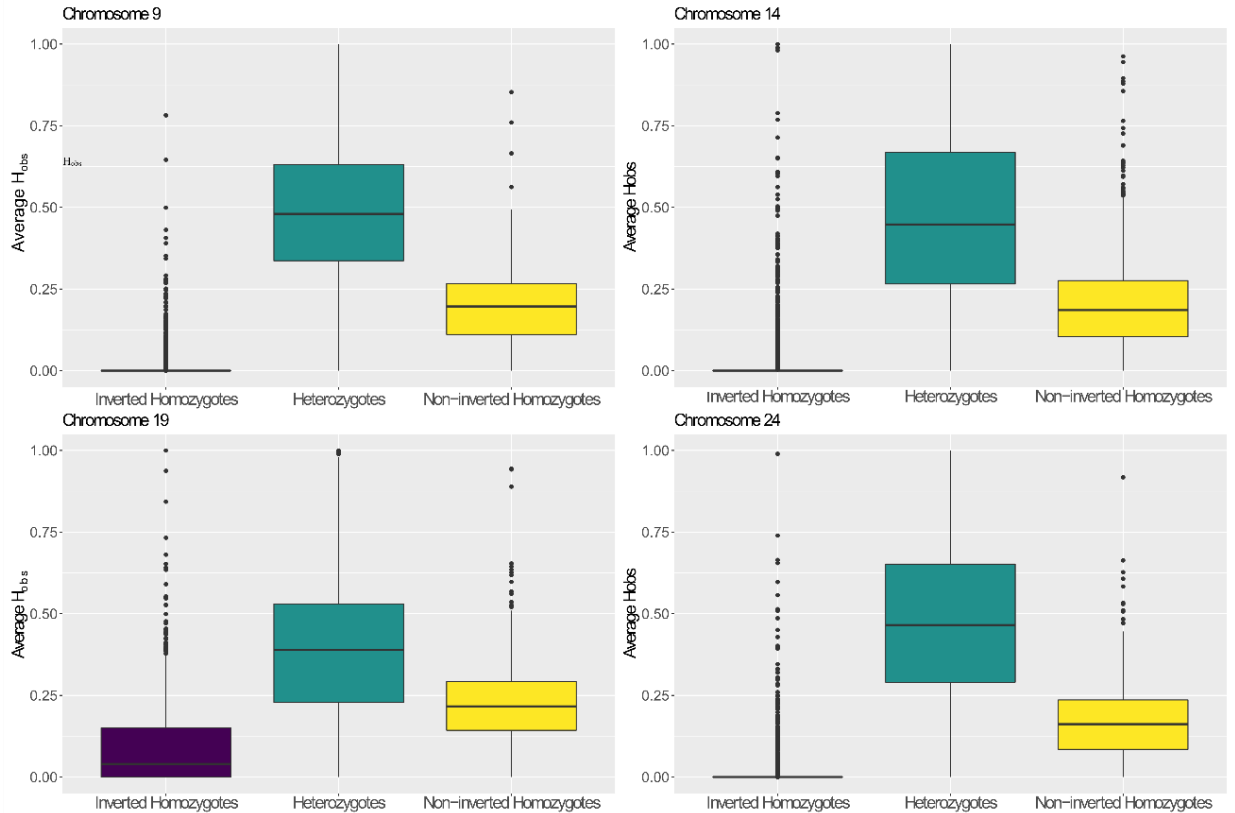 Chromosome 9
1.00
0.75
0.50
0.25
0.00
Average Hobs
Hobs
Inverted Homozygotes
Heterozygotes
Non-inverted Homozygotes
Chromosome 14
1.00
0.75
0.50
0.25
0.00
Average Hobs
Inverted Homozygotes
Heterozygotes
Non-inverted Homozygotes
Chromosome 19
1.00
0.75
0.50
0.25
0.00
Average Hobs
Inverted Homozygotes
Heterozygotes
Non-inverted Homozygotes
Chromosome 24
1.00
0.75
0.50
0.25
0.00
Average Hobs
Inverted Homozygotes
Heterozygotes
Non-inverted Homozygotes